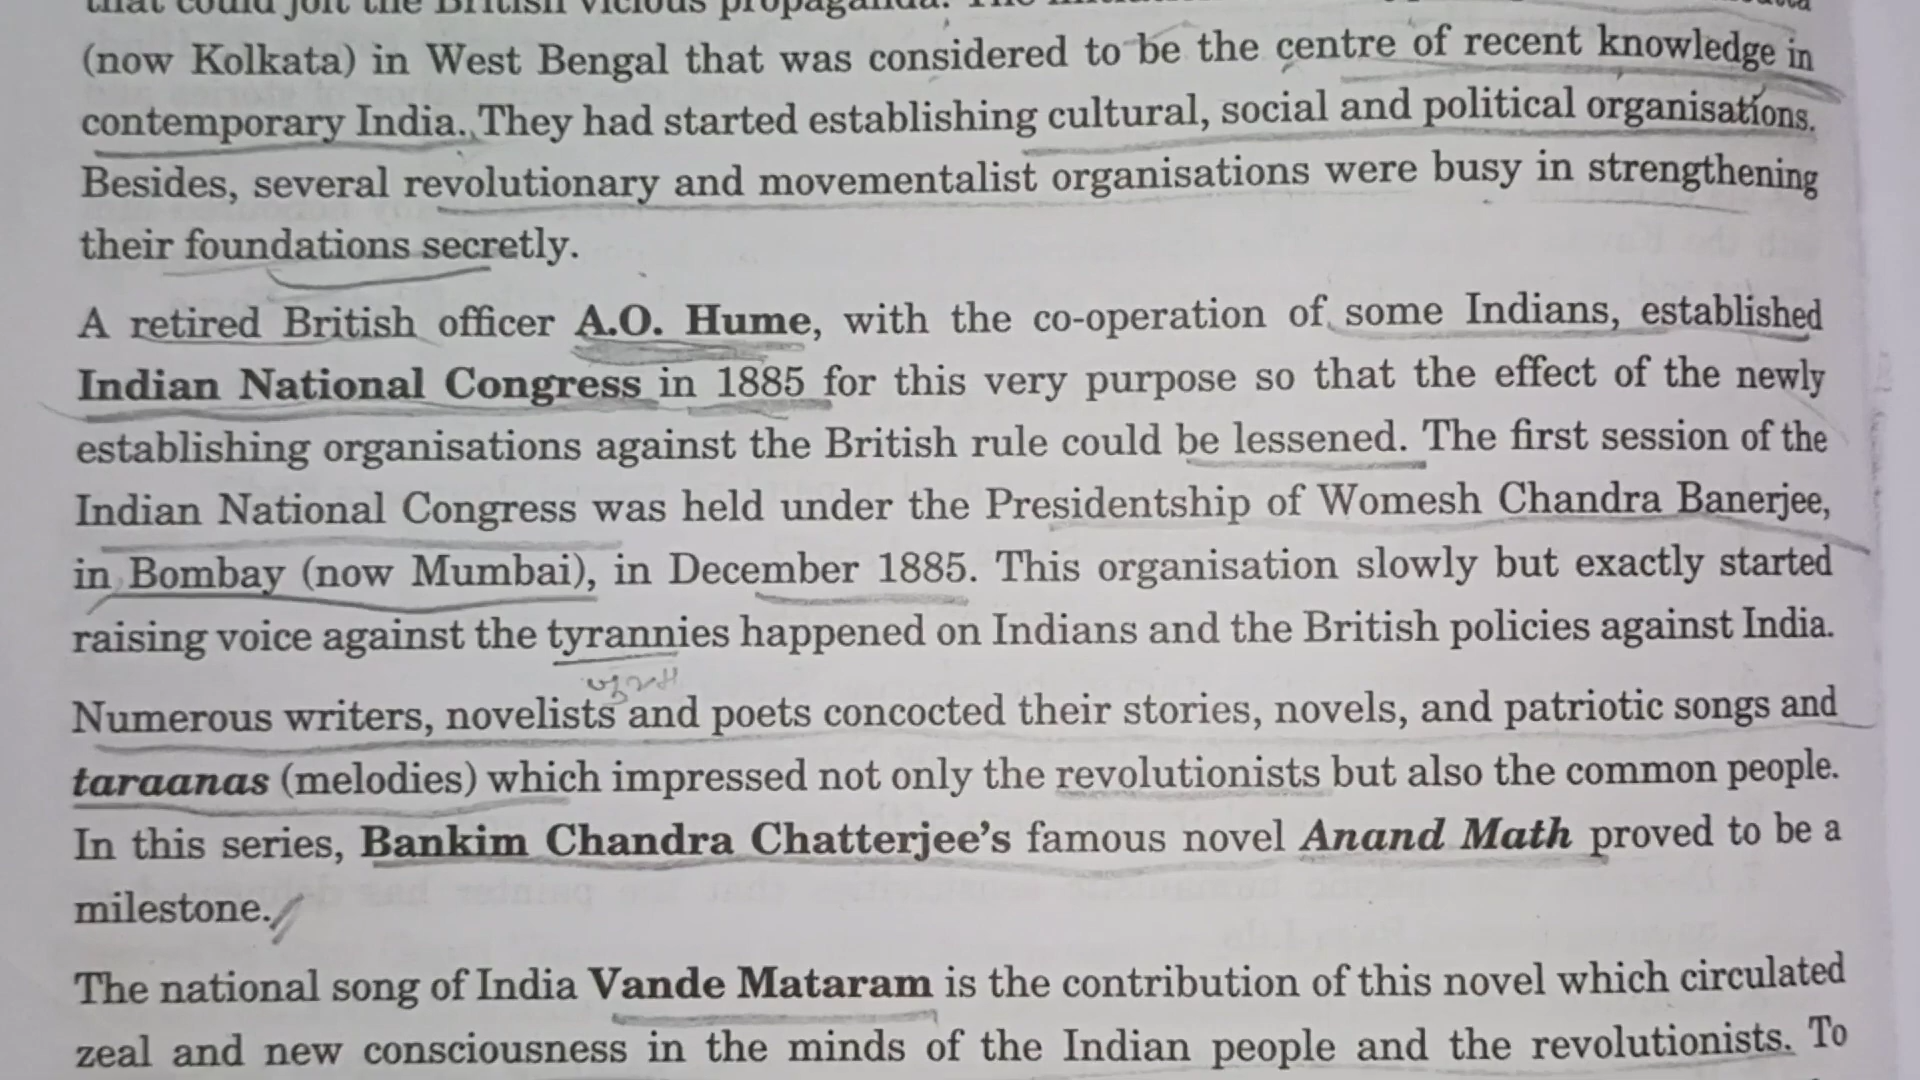 that could jolt the British vicious propaganda. The
(now Kolkata) in West Bengal that was considered to be the centre of recent knowledge in
contemporary India. They had started establishing cultural, social and political organisations.
Besides, several revolutionary and movementalist organisations were busy in strengthening
their foundations secretly.
A retired British officer A.O. Hume, with the co-operation of some Indians, established
Indian National Congress in 1885 for this very purpose so that the effect of the newly
establishing organisations against the British rule could be lessened. The first session of the
Indian National Congress was held under the Presidentship of Womesh Chandra Banerjee,
in Bombay (now Mumbai), in December 1885. This organisation slowly but exactly started
raising voice against the tyrannies happened on Indians and the British policies against India.
Numerous writers, novelists and poets concocted their stories, novels, and patriotic songs and
taraanas (melodies) which impressed not only the revolutionists but also the common people.
In this series, Bankim Chandra Chatterjee's famous novel Anand Math proved to be a
milestone.
The national song of India Vande Mataram is the contribution of this novel which circulated
zeal and new consciousness in the minds of the Indian people and the revolutionists. To